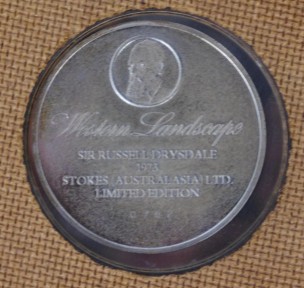 Western Landscape
SIR RUSSELL DRYSDALE
STOKES AUSTRALASIA LTD.
LIMITED EDITION